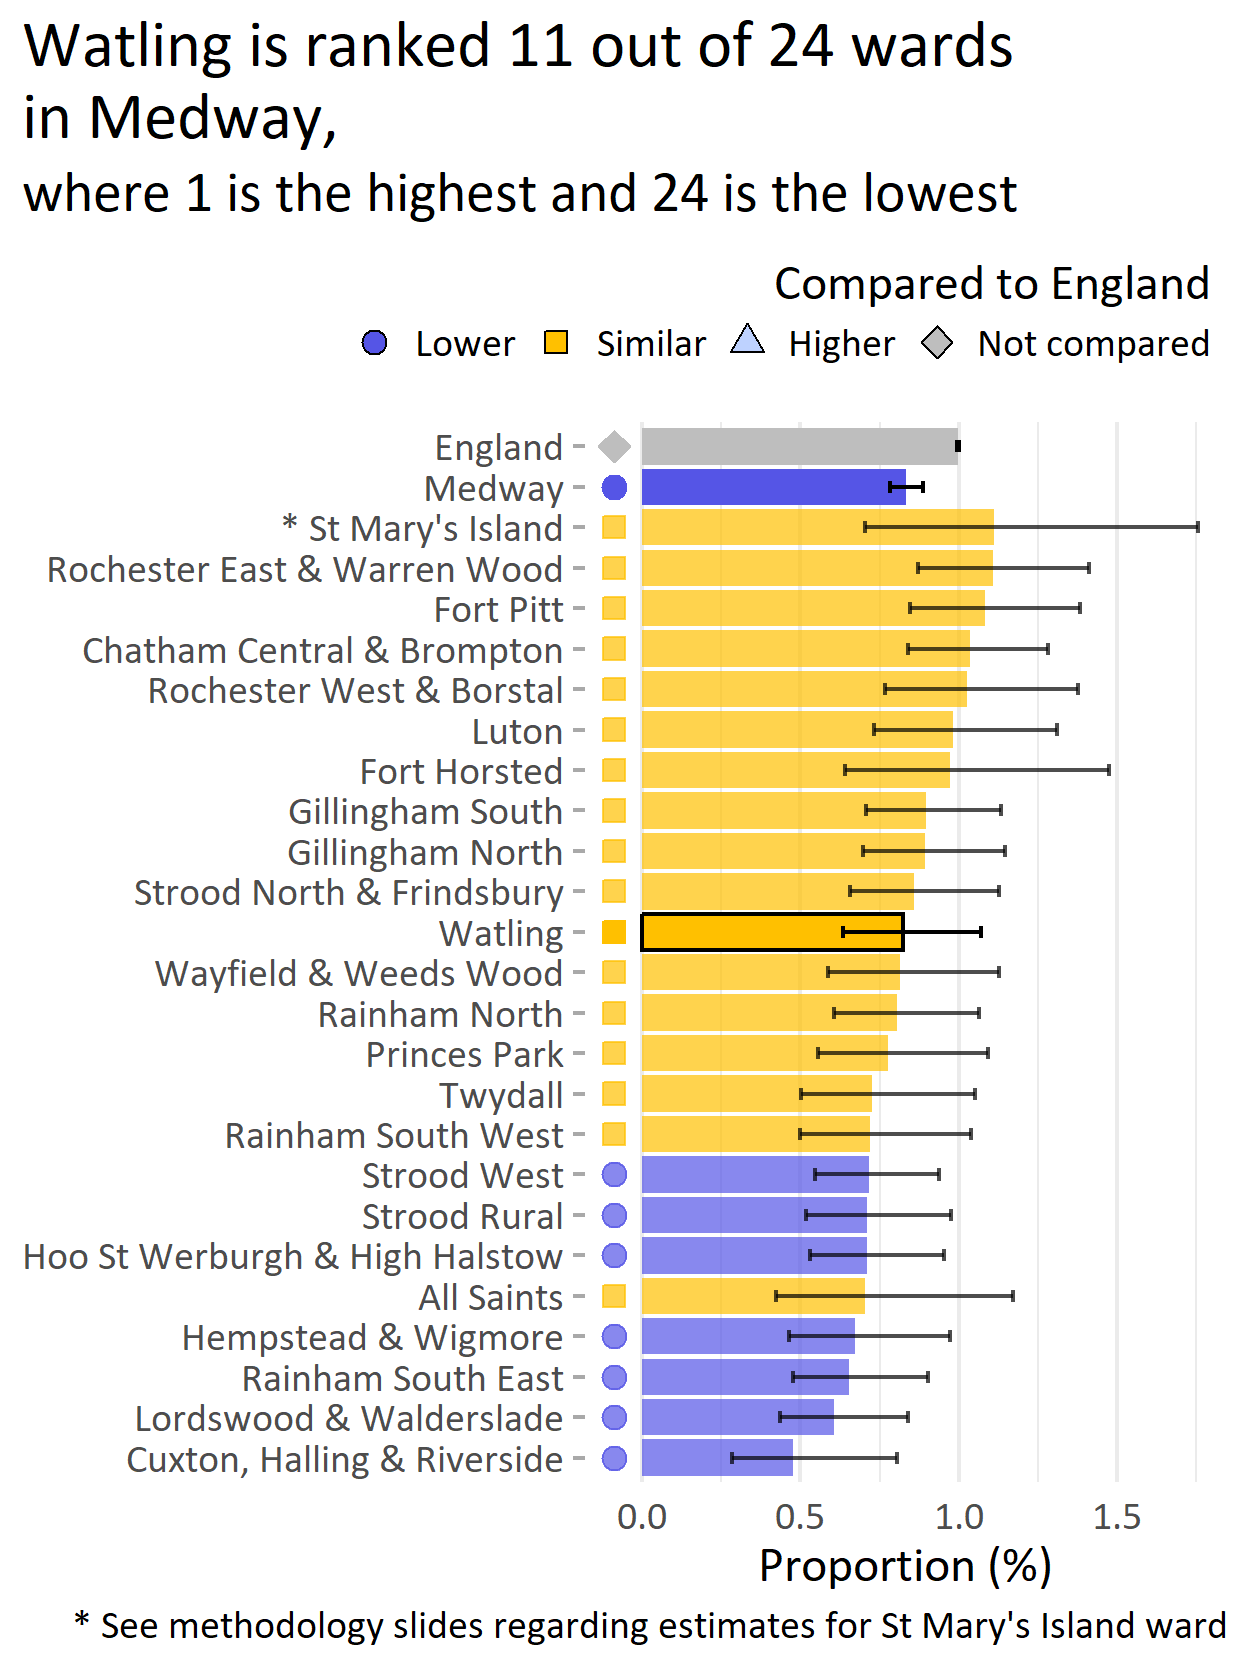 Watling is ranked 11 out of 24 wards
in Medway,
where 1 is the highest and 24 is the lowest
Compared to England
Lower Similar Higher Not compared
England
Medway
* St Mary's Island
Rochester East & Warren Wood
Fort Pitt
Chatham Central & Brompton
Rochester West & Borstal
Luton
Fort Horsted
Gillingham South
Gillingham North
Strood North & Frindsbury
Watling
Wayfield & Weeds Wood
Rainham North
Princes Park
Twydall
Rainham South West
Strood West
Strood Rural
Hoo St Werburgh & High Halstow
All Saints
Hempstead & Wigmore
Rainham South East
Lordswood & Walderslade
Cuxton, Halling & Riverside
0.0 0.5 1.0 1.5
Proportion (%)
* See methodology slides regarding estimates for St Mary's Island ward